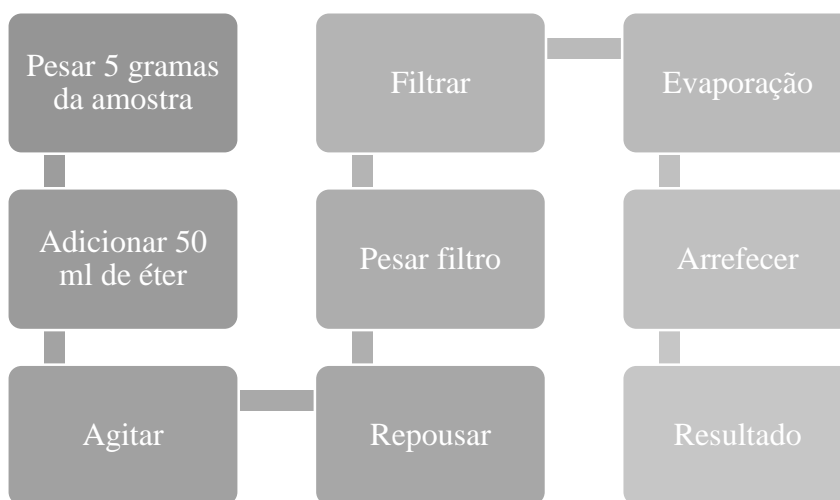 Pesar 5 gramas
da amostra
Adicionar 50
ml de éter
Agitar
Repousar
Pesar filtro
Filtrar
Evaporação
Arrefecer
Resultado